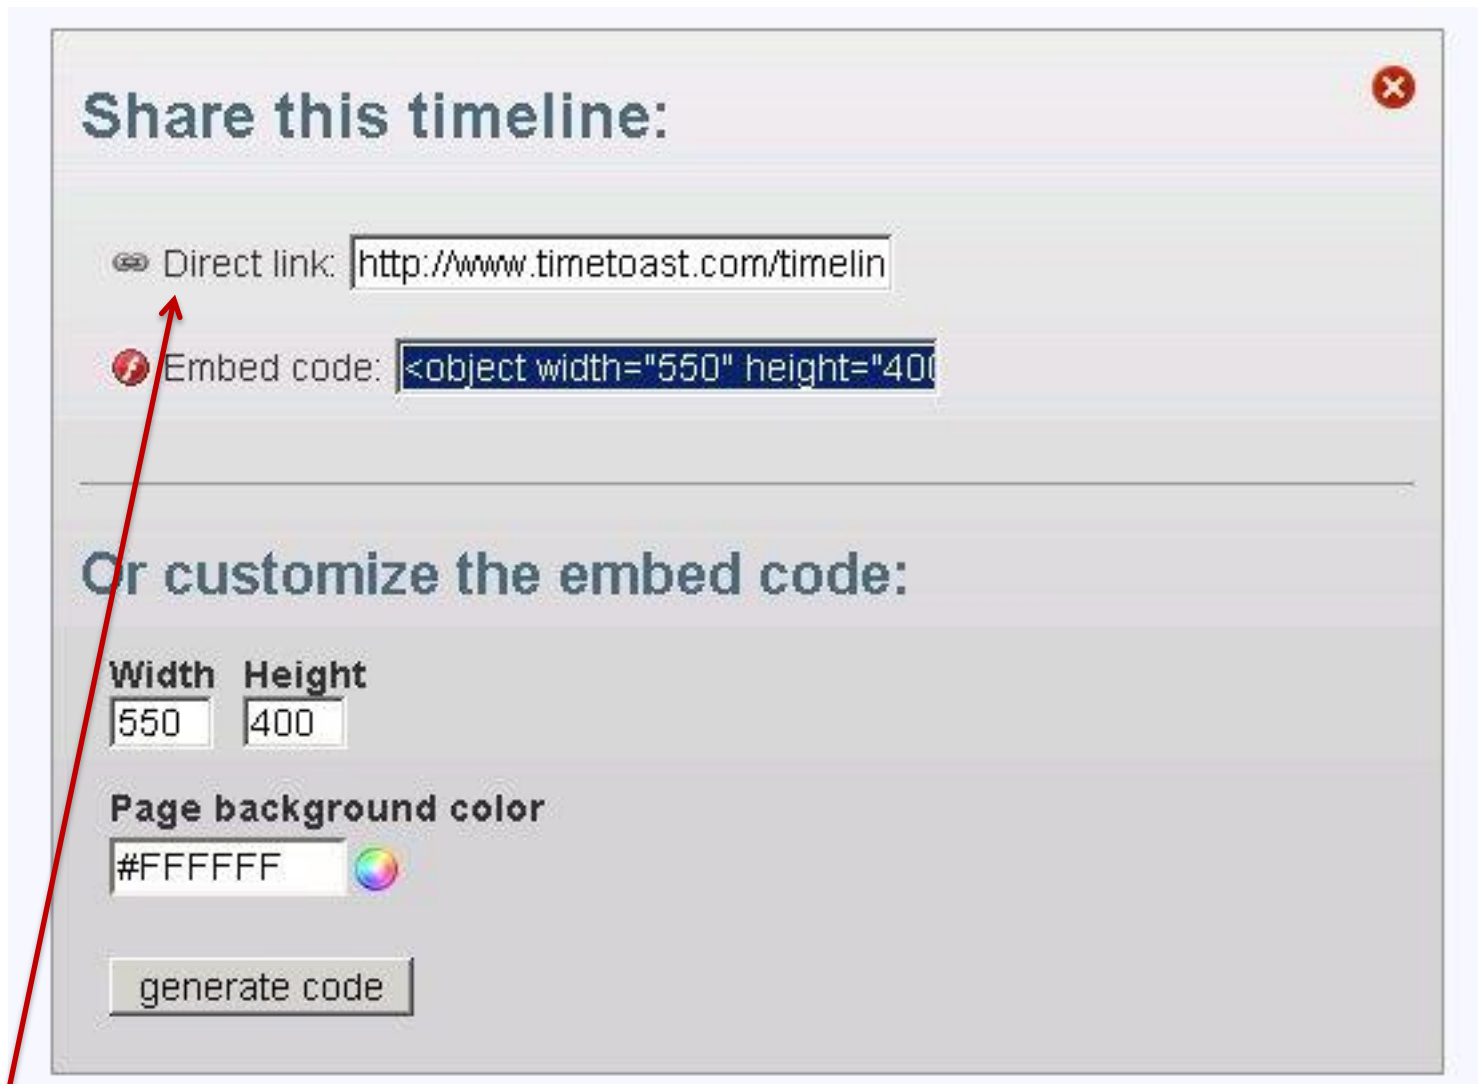 Share this timeline:
Direct link: http://www.timetoast.com/timelin
Embed code: <object width="550" height="400
Or customize the embed code:
Width Height
550 400
Page background color
#FFFFFF
generate code